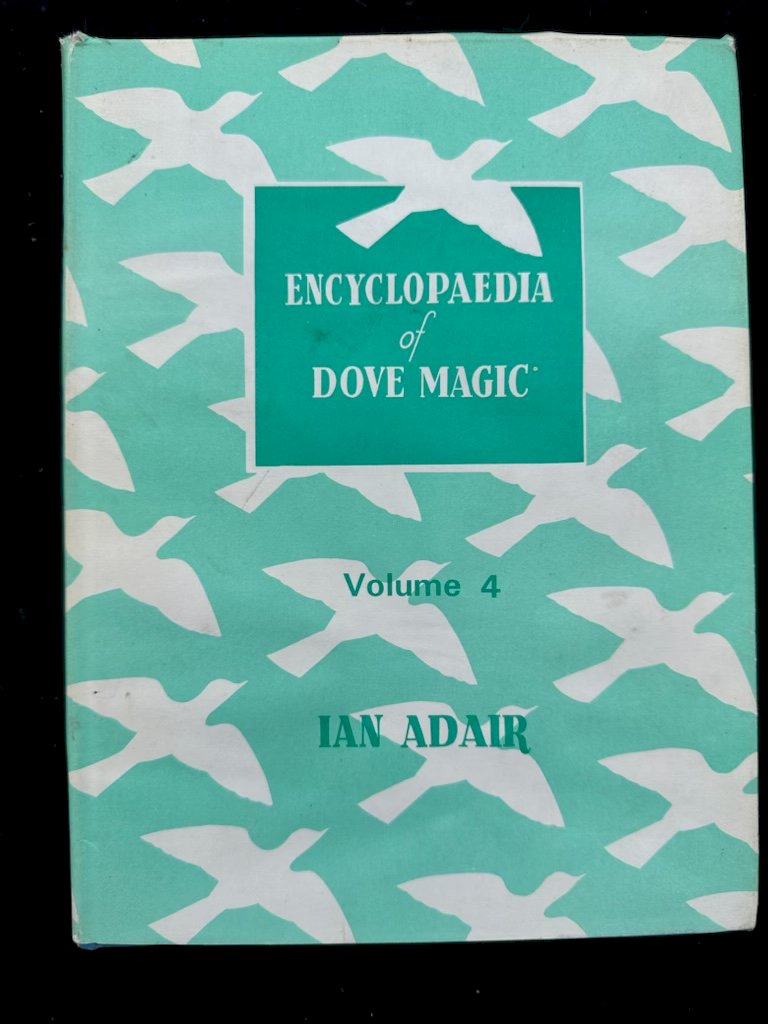 ENCYCLOPAEDIA
of
DOVE MAGIC
Volume 4
IAN ADAIR